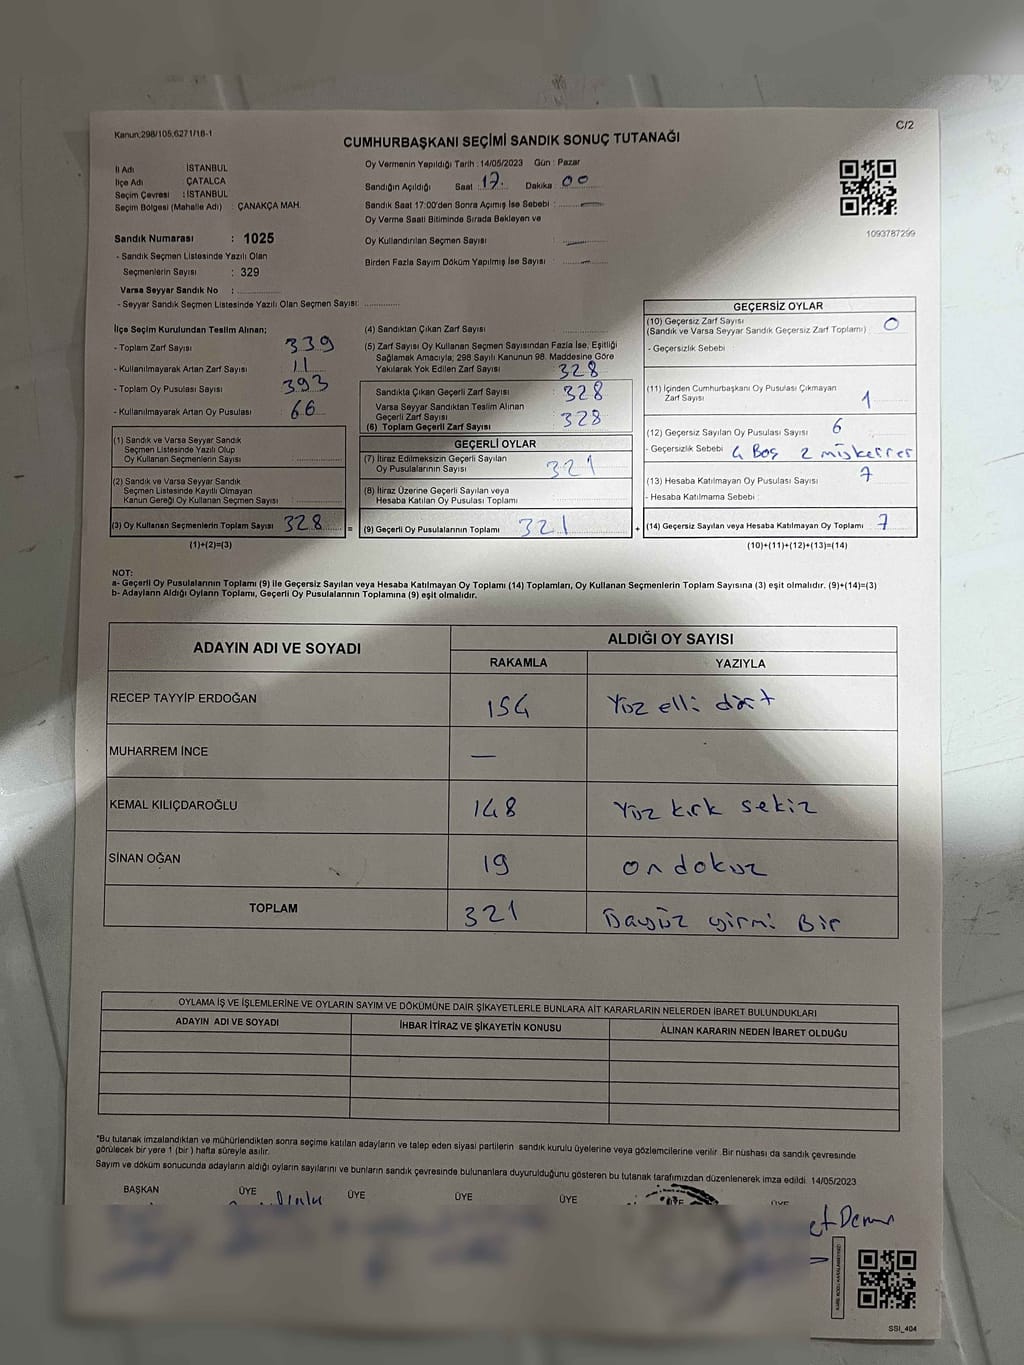 Kanun;298/105,6271/18-1
C/2
CUMHURBAŞKANI SEÇİMİ SANDIK SONUÇ TUTANAĞI
İl Adı İSTANBUL
İlçe Adı ÇATALCA
Seçim Çevresi : İSTANBUL
Seçim Bölgesi (Mahalle Adı) : ÇANAKÇA MAH.
Sandık Numarası : 1025
- Sandık Seçmen Listesinde Yazılı Olan
Seçmenlerin Sayısı : 329
Varsa Seyyar Sandık No :
- Seyyar Sandık Seçmen Listesinde Yazılı Olan Seçmen Sayısı:
Oy Vermenin Yapıldığı Tarih : 14/05/2023 Gün : Pazar
Sandığın Açıldığı Saat : 17. Dakika : 00
Sandık Saat 17:00'den Sonra Açımış İse Sebebi :
Oy Verme Saati Bitiminde Sırada Bekleyen ve
Oy Kullandırılan Seçmen Sayısı :
Birden Fazla Sayım Döküm Yapılmış İse Sayısı :
1093787299
İlçe Seçim Kurulundan Teslim Alınan;
- Toplam Zarf Sayısı : 339
- Kullanılmayarak Artan Zarf Sayısı : 11
- Toplam Oy Pusulası Sayısı : 393
- Kullanılmayarak Artan Oy Pusulası : 66
(1) Sandık ve Varsa Seyyar Sandık
Seçmen Listesinde Yazılı Olup
Oy Kullanan Seçmenlerin Sayısı :
(2) Sandık ve Varsa Seyyar Sandık
Seçmen Listesinde Kayıtlı Olmayan
Kanun Gereği Oy Kullanan Seçmen Sayısı :
(3) Oy Kullanan Seçmenlerin Toplam Sayısı : 328 =
(1)+(2)=(3)
(4) Sandıktan Çıkan Zarf Sayısı
(5) Zarf Sayısı Oy Kullanan Seçmen Sayısından Fazla İse, Eşitliği
Sağlamak Amacıyla; 298 Sayılı Kanunun 98. Maddesine Göre
Yakılarak Yok Edilen Zarf Sayısı : 328
Sandıkta Çıkan Geçerli Zarf Sayısı : 328
Varsa Seyyar Sandıktan Teslim Alınan
Geçerli Zarf Sayısı : 328
(6) Toplam Geçerli Zarf Sayısı
GEÇERLİ OYLAR
(7) İtiraz Edilmeksizin Geçerli Sayılan
Oy Pusulalarının Sayısı : 321
(8) İtiraz Üzerine Geçerli Sayılan veya
Hesaba Katılan Oy Pusulası Toplamı
(9) Geçerli Oy Pusulalarının Toplamı 321 +
GEÇERSİZ OYLAR
(10) Geçersiz Zarf Sayısı
(Sandık ve Varsa Seyyar Sandık Geçersiz Zarf Toplamı) : 0
- Geçersizlik Sebebi :
(11) İçinden Cumhurbaşkanı Oy Pusulası Çıkmayan
Zarf Sayısı 1
(12) Geçersiz Sayılan Oy Pusulası Sayısı : 6
- Geçersizlik Sebebi 4 Boş 2 müskerrer
(13) Hesaba Katılmayan Oy Pusulası Sayısı : 7
- Hesaba Katılmama Sebebi :
(14) Geçersiz Sayılan veya Hesaba Katılmayan Oy Toplamı : 7
(10)+(11)+(12)+(13)=(14)
NOT:
a- Geçerli Oy Pusulalarının Toplamı (9) ile Geçersiz Sayılan veya Hesaba Katılmayan Oy Toplamı (14) Toplamları, Oy Kullanan Seçmenlerin Toplam Sayısına (3) eşit olmalıdır. (9)+(14)=(3)
b- Adayların Aldığı Oyların Toplamı, Geçerli Oy Pusulalarının Toplamına (9) eşit olmalıdır.
ADAYIN ADI VE SOYADI
ALDIĞI OY SAYISI
RAKAMLA YAZIYLA
RECEP TAYYİP ERDOĞAN 154 Yüz elli dört
MUHARREM İNCE —
KEMAL KILIÇDAROĞLU 148 Yüz kırk sekiz
SİNAN OĞAN 19 on dokuz
TOPLAM 321 yirmi Bir
OYLAMA İŞ VE İŞLEMLERİNE VE OYLARIN SAYIM VE DÖKÜMÜNE DAİR ŞİKAYETLERLE BUNLARA AİT KARARLARIN NELERDEN İBARET BULUNDUKLARI
ADAYIN ADI VE SOYADI İHBAR İTİRAZ VE ŞİKAYETİN KONUSU ALINAN KARARIN NEDEN İBARET OLDUĞU
*Bu tutanak imzalandıktan ve mühürlendikten sonra seçime katılan adayların ve talep eden siyasi partilerin sandık kurulu üyelerine veya gözlemcilerine verilir. Bir nüshası da sandık çevresinde
görülecek bir yere 1 (bir) hafta süreyle asılır.
Sayım ve döküm sonucunda adayların aldığı oyların sayılarını ve bunların sandık çevresinde bulunanlara duyurulduğunu gösteren bu tutanak tarafımızdan düzenlenerek imza edildi. 14/05/2023
BAŞKAN ÜYE ÜYE ÜYE ÜYE ÜYE ÜYE
SSI_404